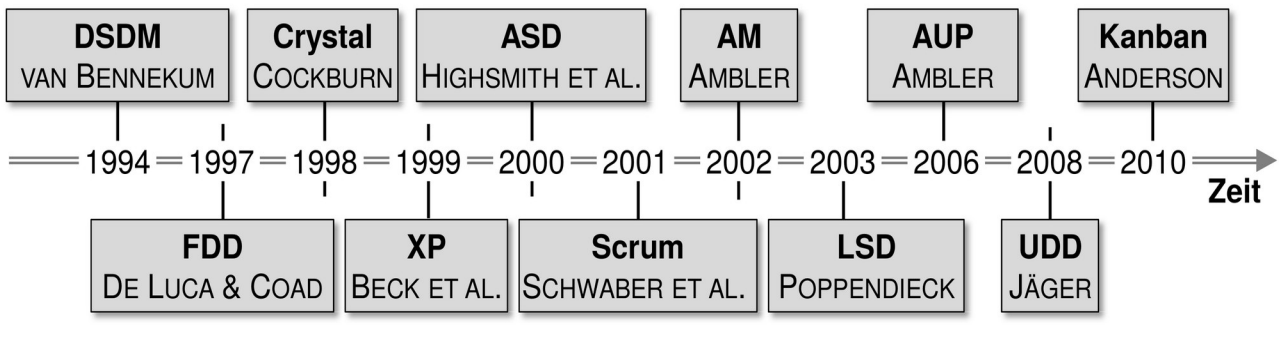 DSDM
VAN BENNEKUM
Crystal
COCKBURN
ASD
HIGHSMITH ET AL.
AM
AMBLER
AUP
AMBLER
Kanban
ANDERSON
1994 1997 1998 1999 2000 2001 2002 2003 2006 2008 2010
Zeit
FDD
DE LUCA & COAD
XP
BECK ET AL.
Scrum
SCHWABER ET AL.
LSD
POPPENDIECK
UDD
JÄGER